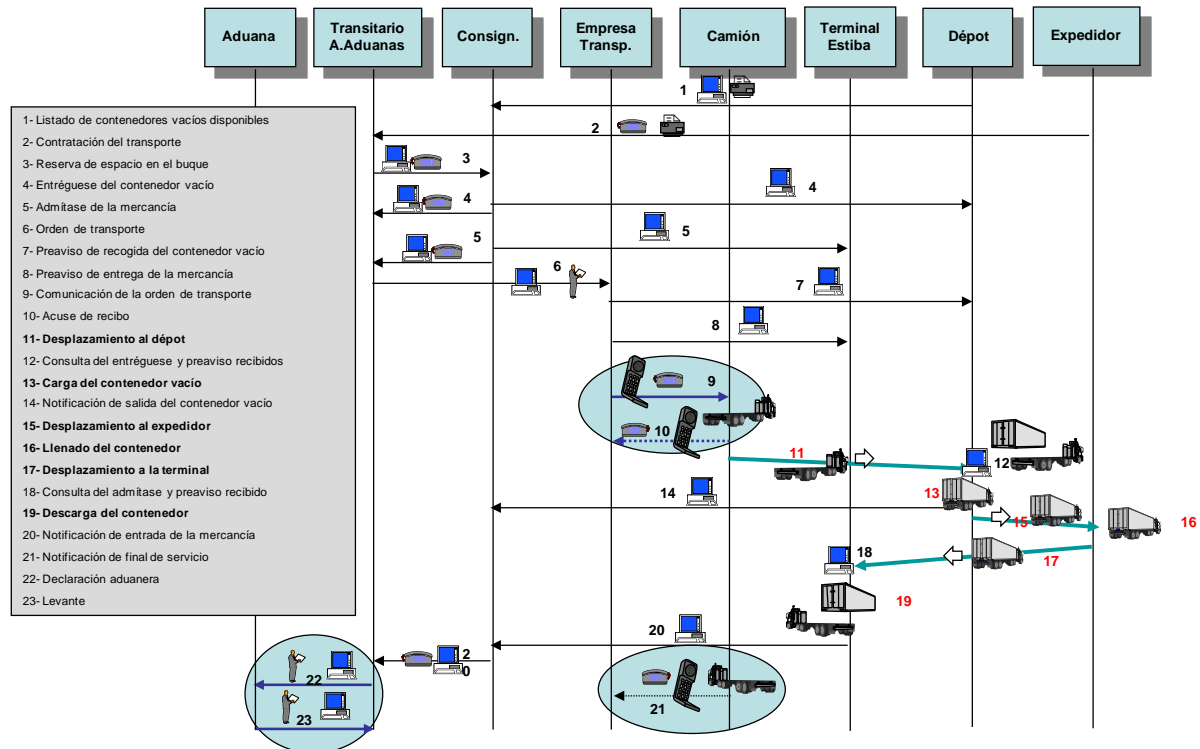 Aduana
Transitario
A.Aduanas
Consign.
Empresa
Transp.
Camión
Terminal
Estiba
Dépot
Expedidor
1- Listado de contenedores vacíos disponibles
2- Contratación del transporte
3- Reserva de espacio en el buque
4- Entréguese del contenedor vacío
5- Admítase de la mercancía
6- Orden de transporte
7- Preaviso de recogida del contenedor vacío
8- Preaviso de entrega de la mercancía
9- Comunicación de la orden de transporte
10- Acuse de recibo
11- Desplazamiento al dépot
12- Consulta del entréguese y preaviso recibidos
13- Carga del contenedor vacío
14- Notificación de salida del contenedor vacío
15- Desplazamiento al expedidor
16- Llenado del contenedor
17- Desplazamiento a la terminal
18- Consulta del admítase y preaviso recibido
19- Descarga del contenedor
20- Notificación de entrada de la mercancía
21- Notificación de final de servicio
22- Declaración aduanera
23- Levante
1
2
3
4
4
5
5
6
7
8
9
10
11
12
13
14
15
16
17
18
19
20
2
0
21
22
23